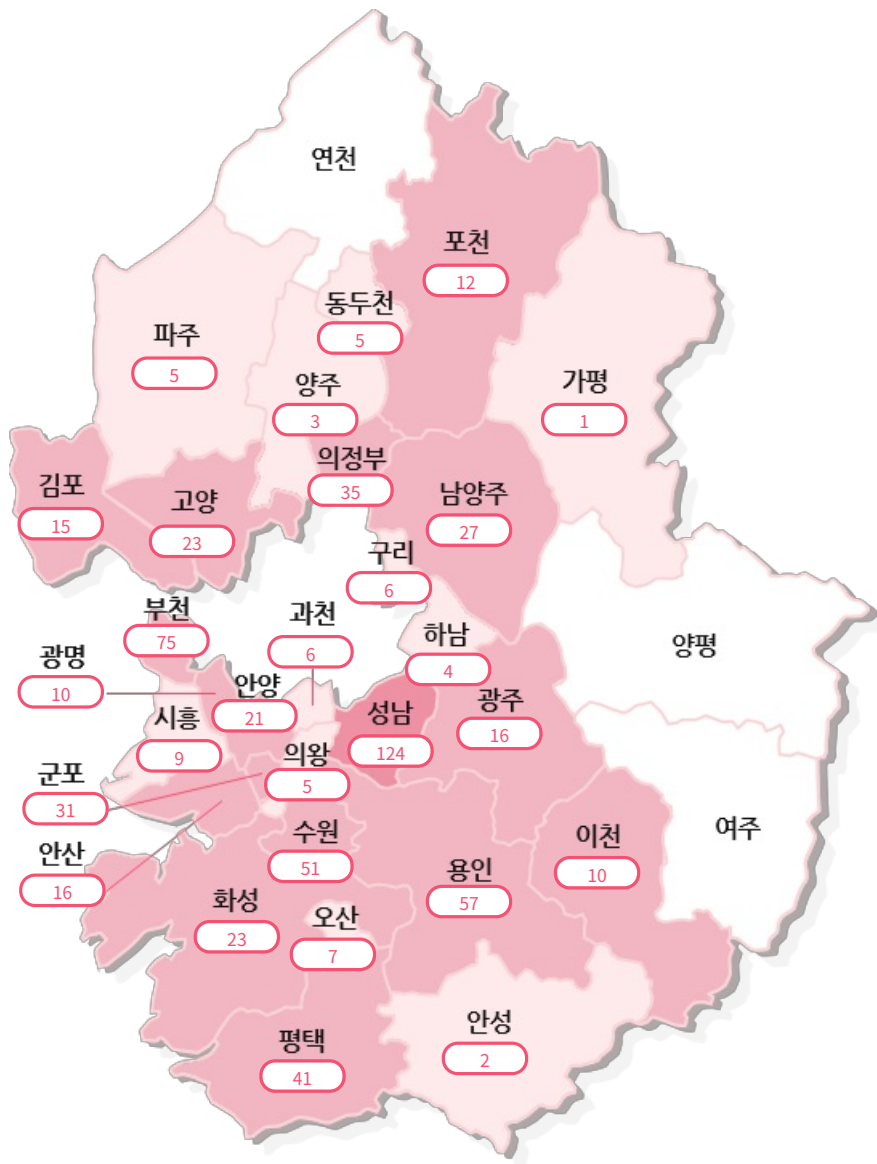 연천
포천
12
동두천
5
파주
5
양주
3
가평
1
의정부
35
김포
15
고양
23
남양주
27
구리
6
부천
75
과천
6
하남
4
양평
광명
10
안양
21
시흥
9
성남
124
광주
16
의왕
5
군포
31
수원
51
이천
10
여주
안산
16
용인
57
화성
23
오산
7
안성
2
평택
41